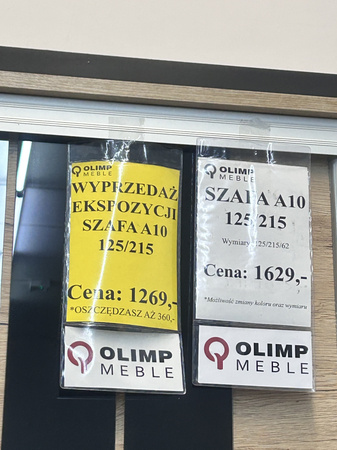 OLIMP
MEBLE
WYPRZEDAŻ
EKSPOZYCJI
SZAFA A10
125/215
Cena: 1269,-
*OSZCZĘDZASZ AŻ 360,-
OLIMP
MEBLE
OLIMP
MEBLE
SZAFA A10
125/215
Wymiary 125/215/62
Cena: 1629,-
*Możliwość zmiany koloru oraz wymiaru
OLIMP
MEBLE